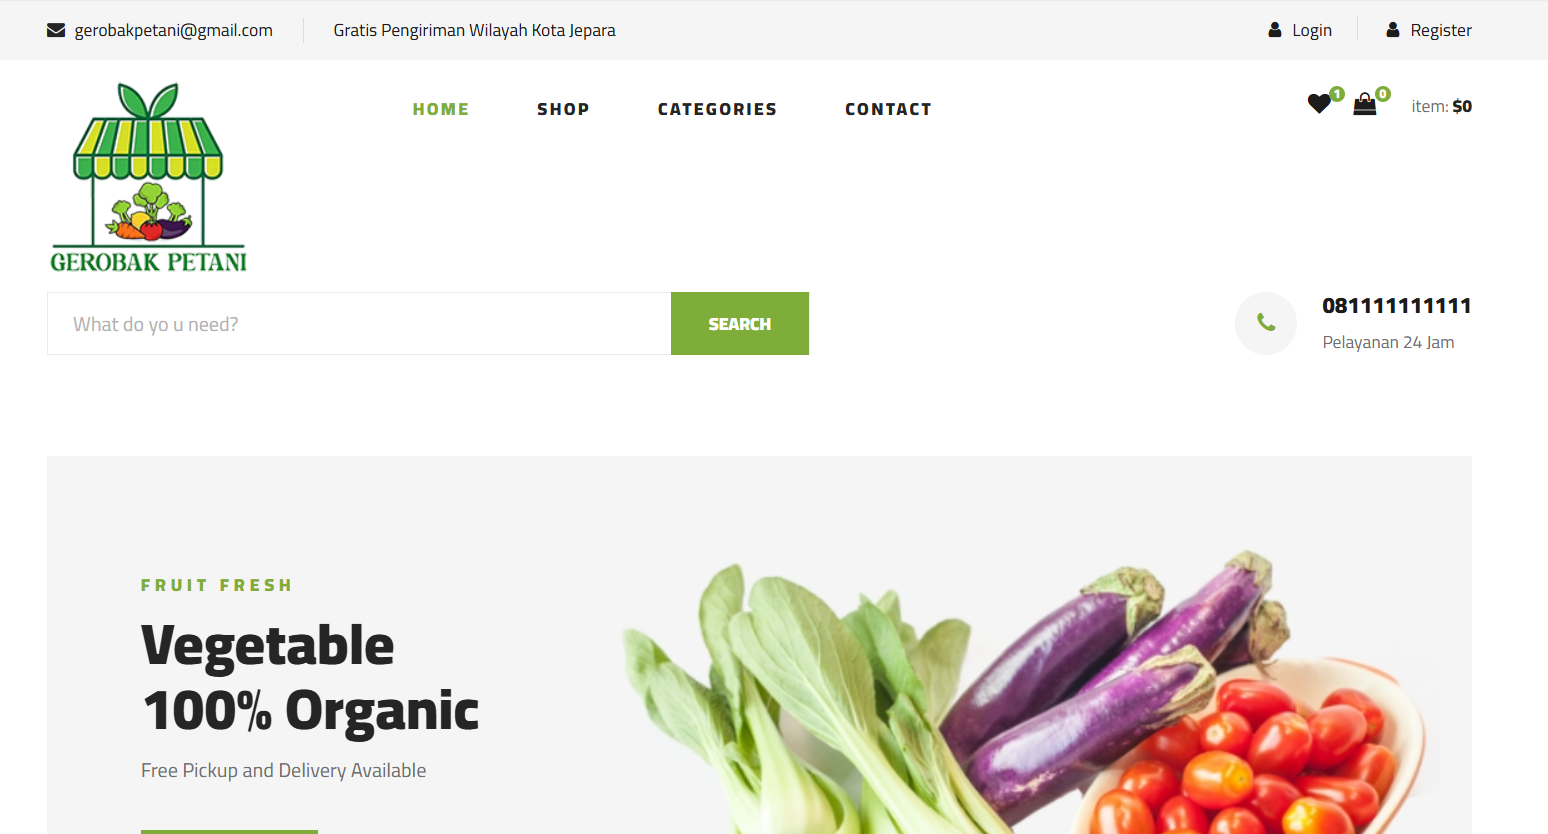 gerobakpetani@gmail.com
Gratis Pengiriman Wilayah Kota Jepara
Login
Register
HOME
SHOP
CATEGORIES
CONTACT
1
0
item: $0
GEROBAK PETANI
What do yo u need?
SEARCH
081111111111
Pelayanan 24 Jam
FRUIT FRESH
Vegetable
100% Organic
Free Pickup and Delivery Available